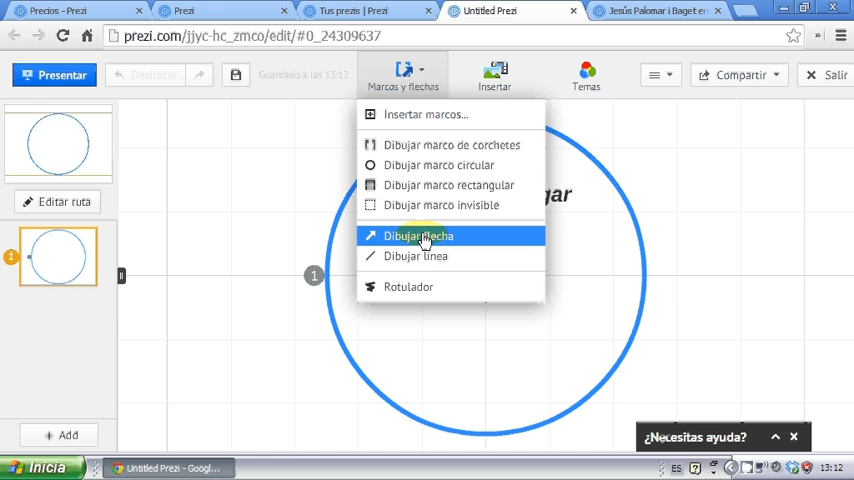 Precios - Prezi
Prezi
Tus prezis | Prezi
Untitled Prezi
Jesús Palomar i Baget en
prezi.com/jjyc-hc_zmco/edit/#0_24309637
Presentar
Deshacer
Guardado a las 13:12
Marcos y flechas
Insertar
Temas
Compartir
Salir
Insertar marcos...
Dibujar marco de corchetes
Dibujar marco circular
Dibujar marco rectangular
Dibujar marco invisible
Dibujar flecha
Dibujar línea
Rotulador
gar
Editar ruta
1
1
+ Add
¿Necesitas ayuda?
Inicio
Untitled Prezi - Googl...
ES
13:12